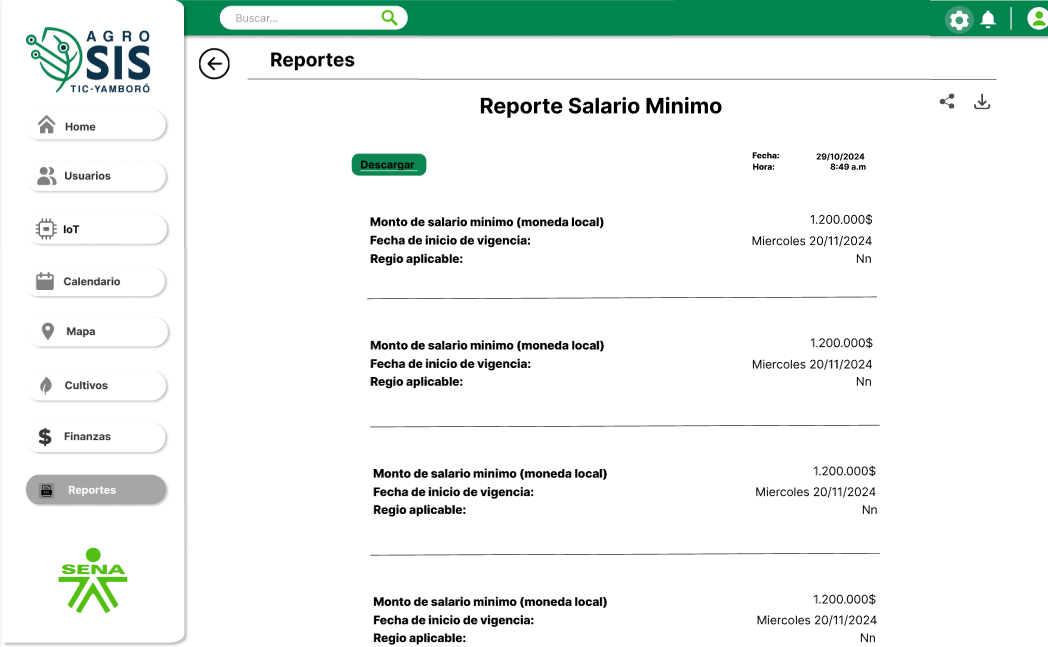 Buscar...
AGRO
SIS
TIC-YAMBORÓ
Home
Usuarios
IoT
Calendario
Mapa
Cultivos
Finanzas
Reportes
SENA
Reportes
Reporte Salario Minimo
Descargar
Fecha: 29/10/2024
Hora: 8:49 a.m
Monto de salario minimo (moneda local) 1.200.000$
Fecha de inicio de vigencia: Miercoles 20/11/2024
Regio aplicable: Nn
Monto de salario minimo (moneda local) 1.200.000$
Fecha de inicio de vigencia: Miercoles 20/11/2024
Regio aplicable: Nn
Monto de salario minimo (moneda local) 1.200.000$
Fecha de inicio de vigencia: Miercoles 20/11/2024
Regio aplicable: Nn
Monto de salario minimo (moneda local) 1.200.000$
Fecha de inicio de vigencia: Miercoles 20/11/2024
Regio aplicable: Nn